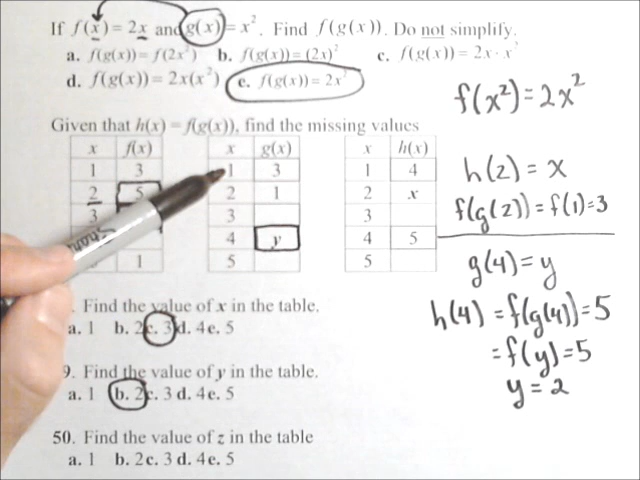 If f(x) = 2x and g(x) = x². Find f(g(x)). Do not simplify.
a. f(g(x)) = f(2x²) b. f(g(x)) = (2x)² c. f(g(x)) = 2x · x²
d. f(g(x)) = 2x(x²) e. f(g(x)) = 2x²
f(x²) = 2x²
Given that h(x) = f(g(x)), find the missing values
x f(x) x g(x) x h(x)
1 3 1 3 1 4
2 5 2 1 2 x
3 3 3
4 y 4 5
1 5 5
h(2) = x
f(g(2)) = f(1) = 3
g(4) = y
h(4) = f(g(4)) = 5
= f(y) = 5
y = 2
Find the value of x in the table.
a. 1 b. 2 c. 3 d. 4 e. 5
9. Find the value of y in the table.
a. 1 b. 2 c. 3 d. 4 e. 5
50. Find the value of z in the table
a. 1 b. 2 c. 3 d. 4 e. 5